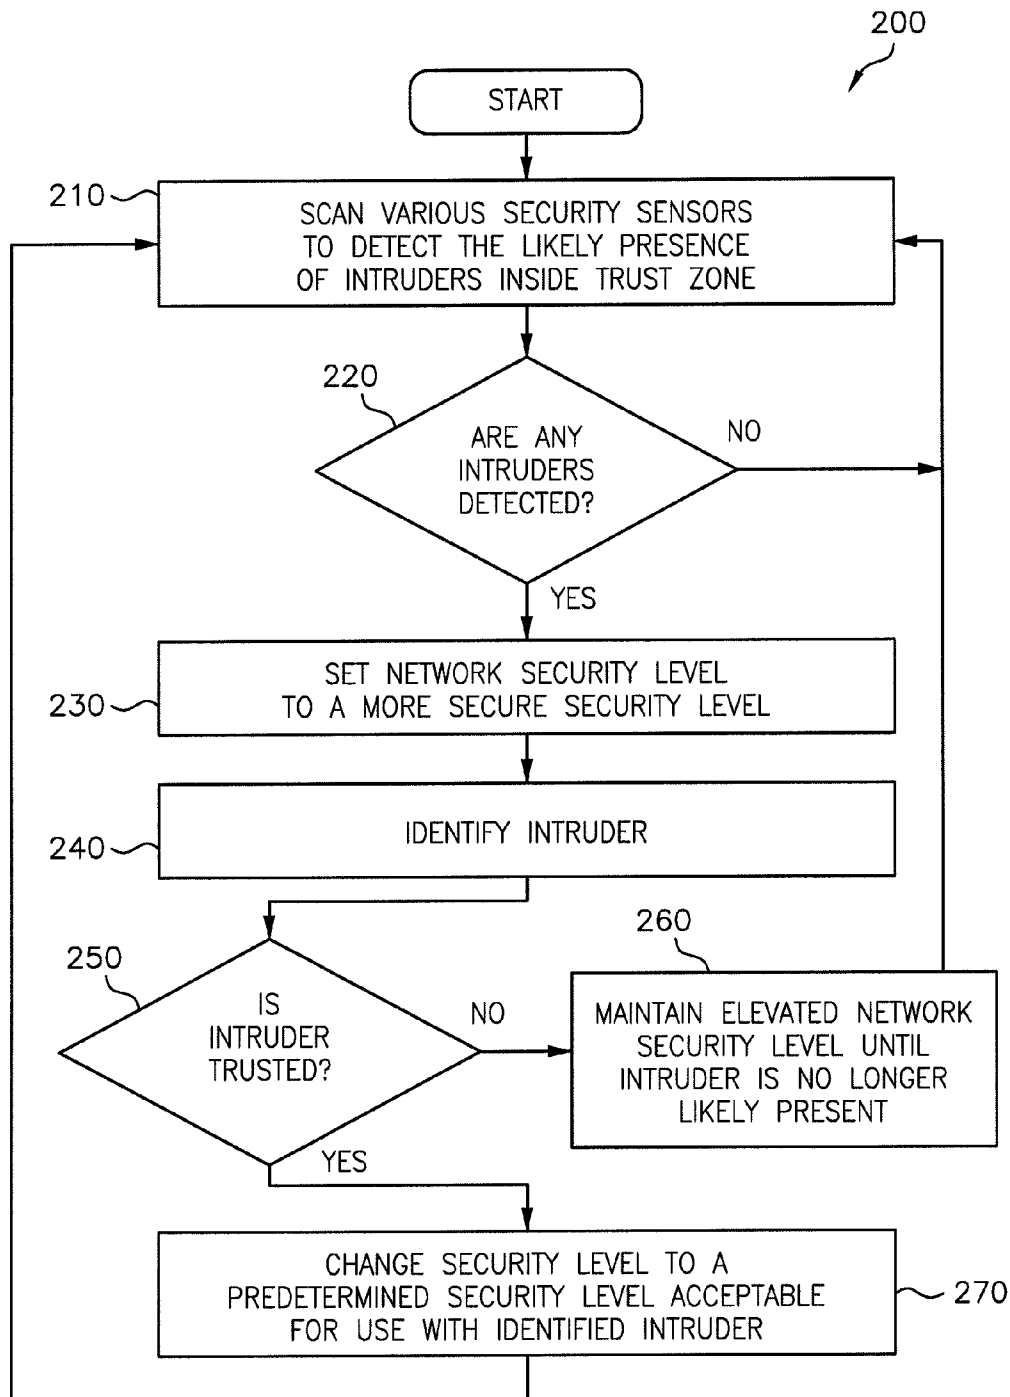 200
START
210
SCAN VARIOUS SECURITY SENSORS
TO DETECT THE LIKELY PRESENCE
OF INTRUDERS INSIDE TRUST ZONE
220
ARE ANY
INTRUDERS
DETECTED?
NO
YES
SET NETWORK SECURITY LEVEL
TO A MORE SECURE SECURITY LEVEL
230
IDENTIFY INTRUDER
240
250
IS
INTRUDER
TRUSTED?
NO
260
MAINTAIN ELEVATED NETWORK
SECURITY LEVEL UNTIL
INTRUDER IS NO LONGER
LIKELY PRESENT
YES
CHANGE SECURITY LEVEL TO A
PREDETERMINED SECURITY LEVEL ACCEPTABLE
FOR USE WITH IDENTIFIED INTRUDER
270